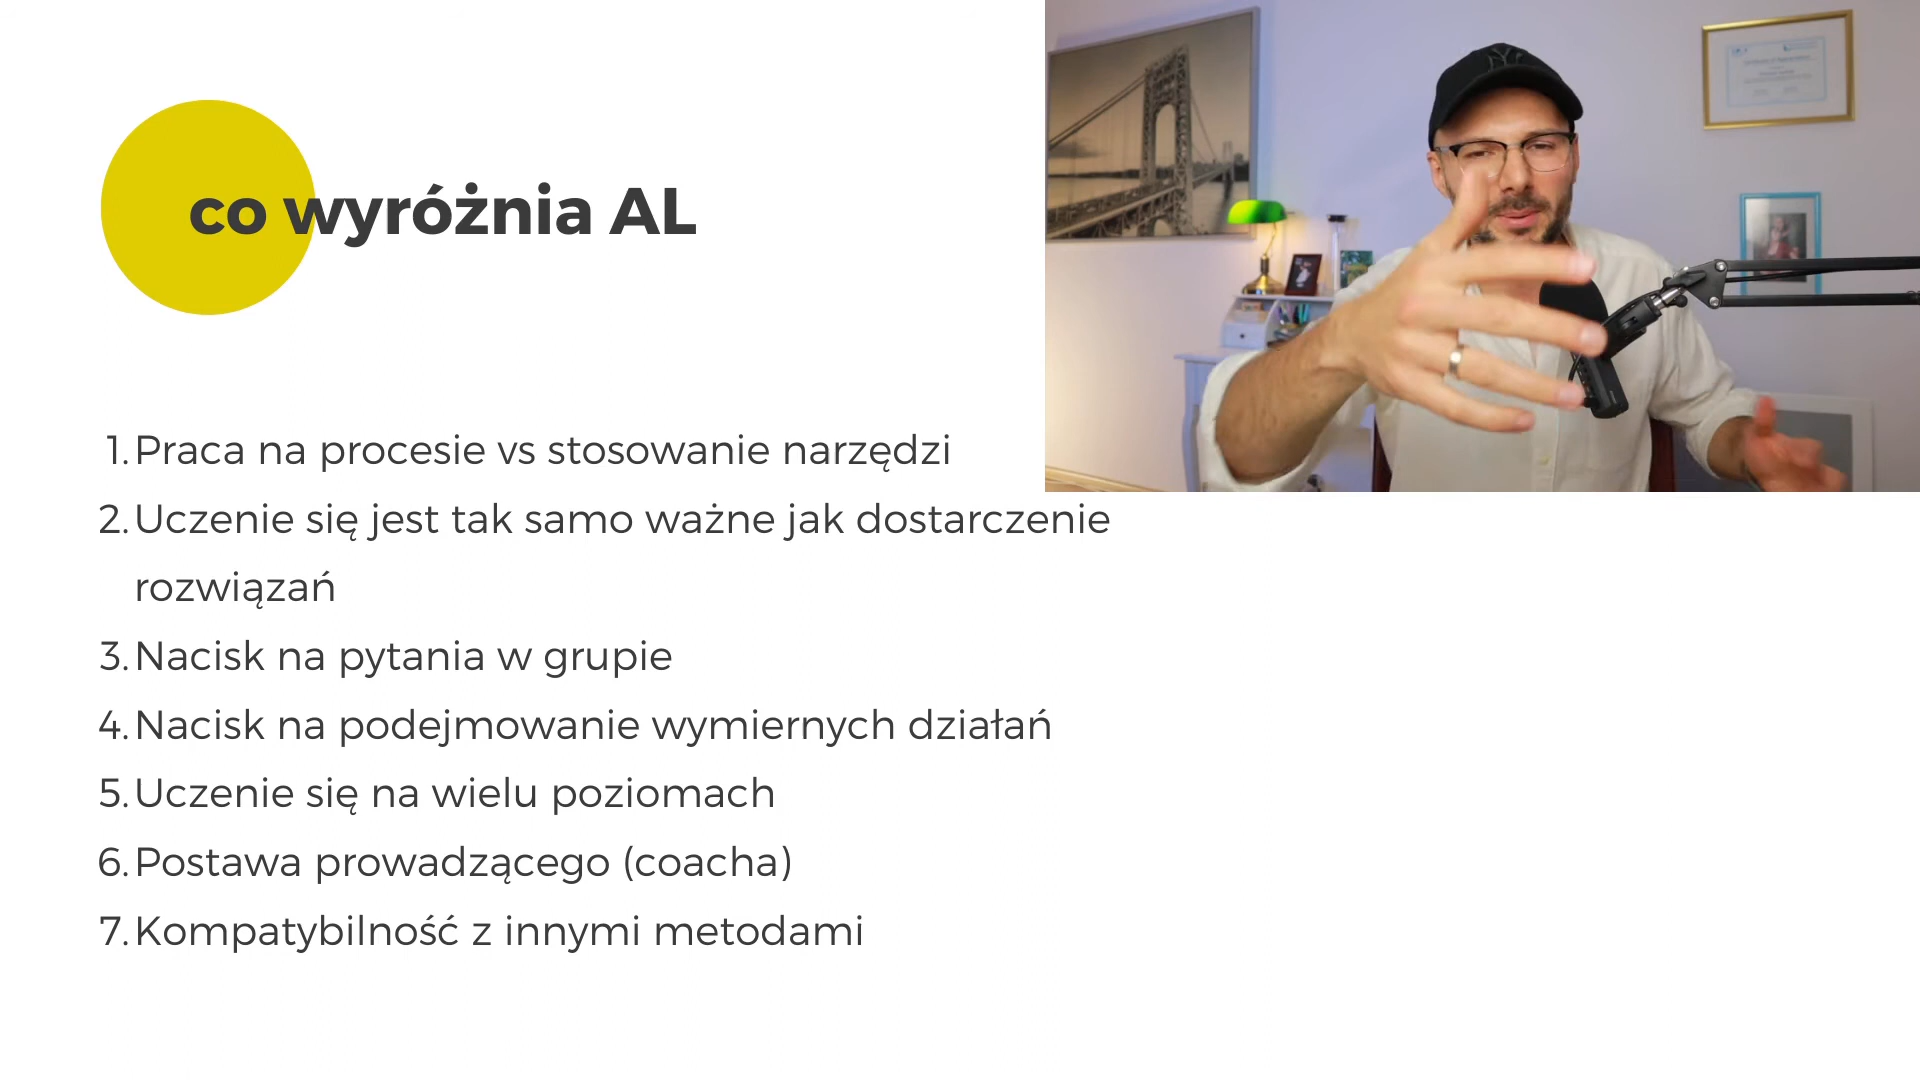 co wyróżnia AL
1. Praca na procesie vs stosowanie narzędzi
2. Uczenie się jest tak samo ważne jak dostarczenie
rozwiązań
3. Nacisk na pytania w grupie
4. Nacisk na podejmowanie wymiernych działań
5. Uczenie się na wielu poziomach
6. Postawa prowadzącego (coacha)
7. Kompatybilność z innymi metodami